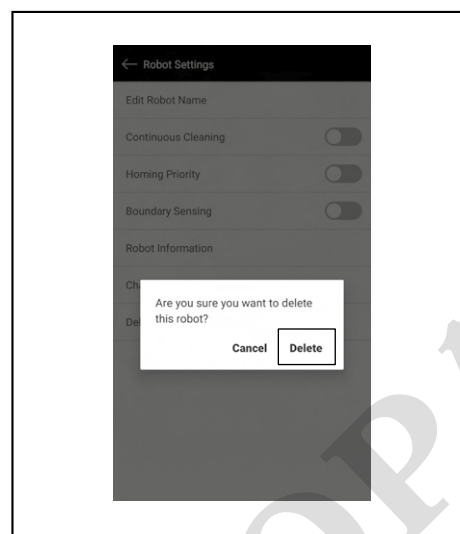 Robot Settings
Edit Robot Name
Continuous Cleaning
Homing Priority
Boundary Sensing
Robot Information
Are you sure you want to delete
this robot?
Cancel Delete